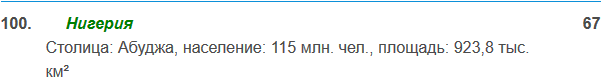 100. Нигерия 67
Столица: Абуджа, население: 115 млн. чел., площадь: 923,8 тыс.
км²